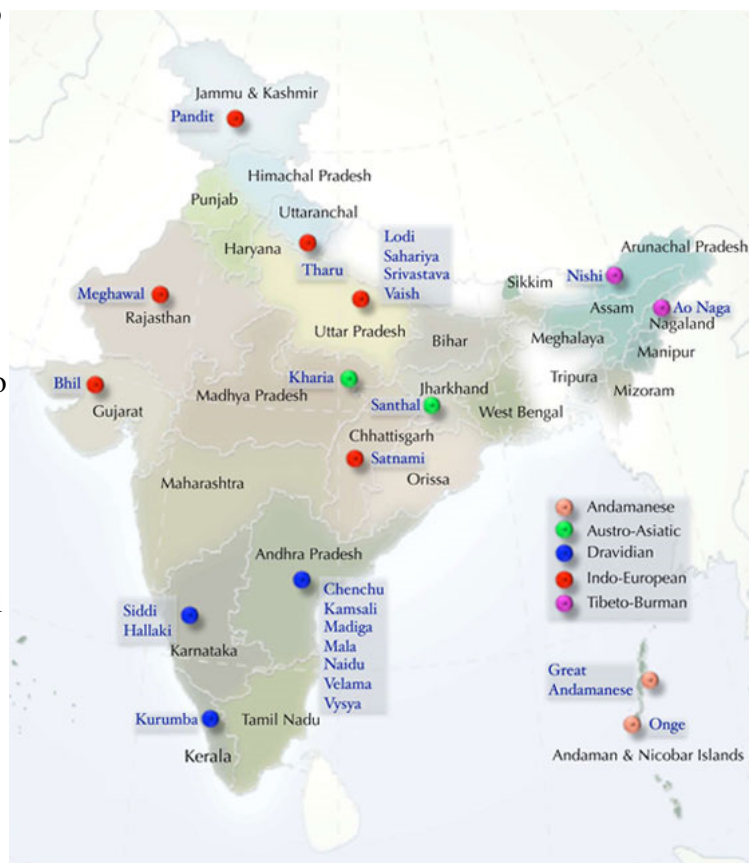 Jammu & Kashmir
Pandit
Himachal Pradesh
Punjab
Uttaranchal
Haryana
Tharu
Lodi
Sahariya
Srivastava
Vaish
Arunachal Pradesh
Nishi
Sikkim
Meghawal
Rajasthan
Assam
Ao Naga
Nagaland
Uttar Pradesh
Bihar
Meghalaya
Manipur
Bhil
Gujarat
Kharia
Madhya Pradesh
Jharkhand
Tripura
Mizoram
Santhal
West Bengal
Chhattisgarh
Satnami
Orissa
Maharashtra
Andamanese
Austro-Asiatic
Dravidian
Indo-European
Tibeto-Burman
Andhra Pradesh
Chenchu
Kamsali
Madiga
Mala
Naidu
Velama
Vysya
Siddi
Hallaki
Karnataka
Great
Andamanese
Kurumba
Tamil Nadu
Onge
Kerala
Andaman & Nicobar Islands